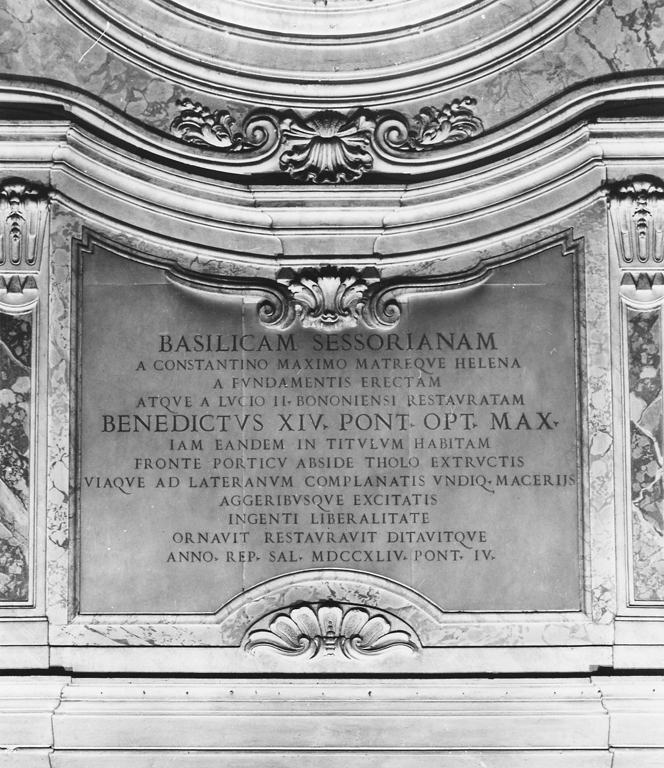 BASILICAM SESSORIANAM
A CONSTANTINO MAXIMO MATREQVE HELENA
A FVNDAMENTIS ERECTAM
ATQVE A LVCIO II· BONONIENSI RESTAVRATAM
BENEDICTVS XIV· PONT· OPT· MAX·
IAM EANDEM IN TITVLVM HABITAM
FRONTE PORTICV ABSIDE THOLO EXTRVCTIS
VIAQVE AD LATERANVM COMPLANATIS VNDIQ·MACERIJS
AGGERIBVSQVE EXCITATIS
INGENTI LIBERALITATE
ORNAVIT RESTAVRAVIT DITAVITQVE
ANNO· REP· SAL· MDCCXLIV· PONT· IV·